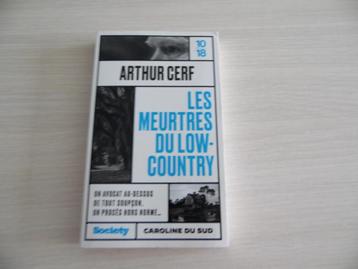 10
18
ARTHUR CERF
LES
MEURTRES
DU LOW-
COUNTRY
UN AVOCAT AU-DESSUS
DE TOUT SOUPÇON,
UN PROCÈS HORS NORME...
Society
CAROLINE DU SUD